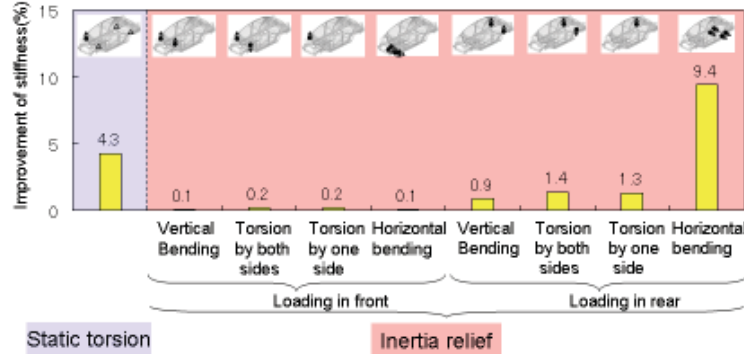 Improvement of stiffness(%)
15
10
5
0
4.3
0.1
0.2
0.2
0.1
0.9
1.4
1.3
9.4
Vertical
Bending
Torsion
by both
sides
Torsion
by one
side
Horizontal
bending
Vertical
Bending
Torsion
by both
sides
Torsion
by one
side
Horizontal
bending
Loading in front
Loading in rear
Static torsion
Inertia relief